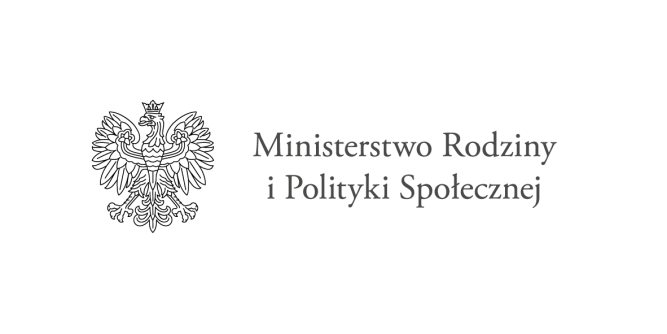 Ministerstwo Rodziny
i Polityki Społecznej